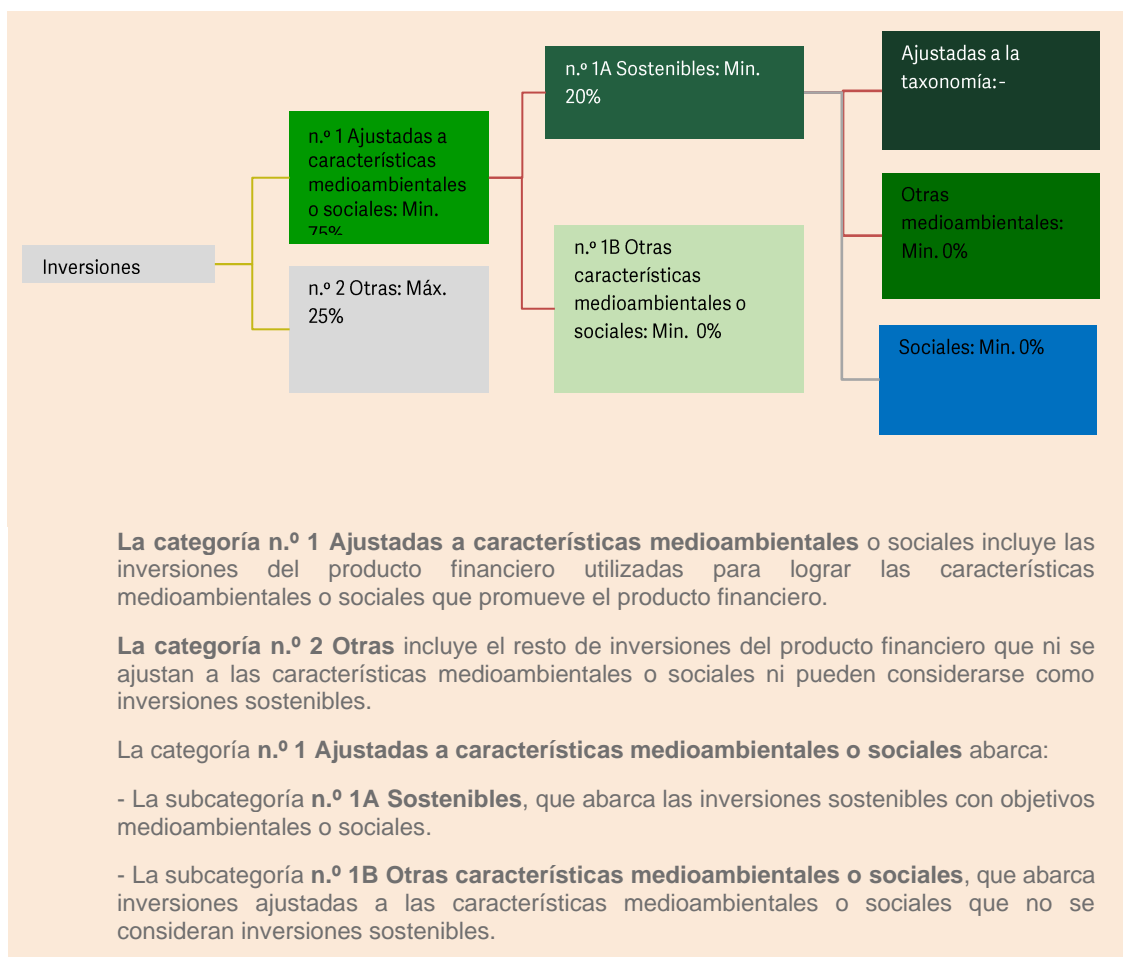 Inversiones
n.º 1 Ajustadas a
características
medioambientales
o sociales: Min.
75%
n.º 2 Otras: Máx.
25%
n.º 1A Sostenibles: Min.
20%
n.º 1B Otras
características
medioambientales o
sociales: Min. 0%
Ajustadas a la
taxonomía:-
Otras
medioambientales:
Min. 0%
Sociales: Min. 0%
La categoría n.º 1 Ajustadas a características medioambientales o sociales incluye las
inversiones del producto financiero utilizadas para lograr las características
medioambientales o sociales que promueve el producto financiero.
La categoría n.º 2 Otras incluye el resto de inversiones del producto financiero que ni se
ajustan a las características medioambientales o sociales ni pueden considerarse como
inversiones sostenibles.
La categoría n.º 1 Ajustadas a características medioambientales o sociales abarca:
- La subcategoría n.º 1A Sostenibles, que abarca las inversiones sostenibles con objetivos
medioambientales o sociales.
- La subcategoría n.º 1B Otras características medioambientales o sociales, que abarca
inversiones ajustadas a las características medioambientales o sociales que no se
consideran inversiones sostenibles.